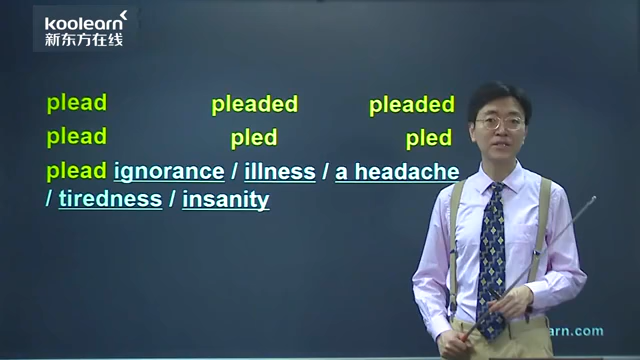 koolearn
新东方在线
plead pleaded pleaded
plead pled pled
plead ignorance / illness / a headache
/ tiredness / insanity
earn.com